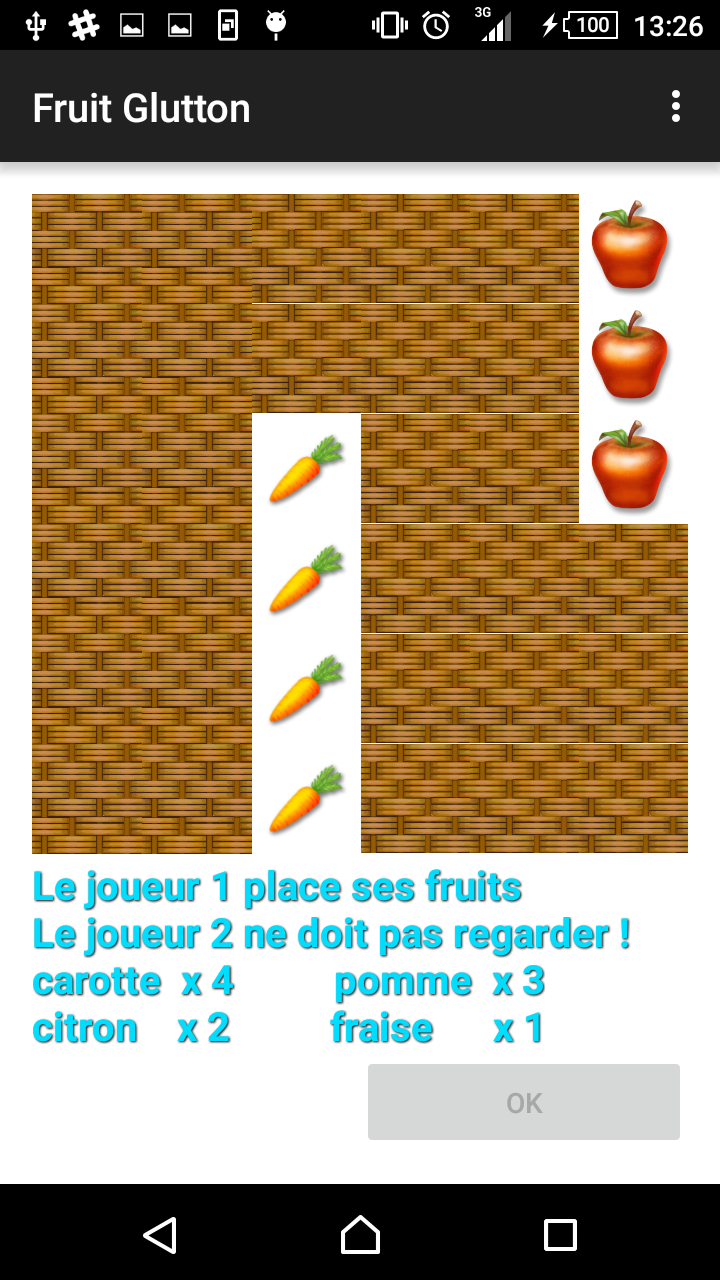 3G 100 13:26
Fruit Glutton
Le joueur 1 place ses fruits
Le joueur 2 ne doit pas regarder !
carotte x 4 pomme x 3
citron x 2 fraise x 1
OK